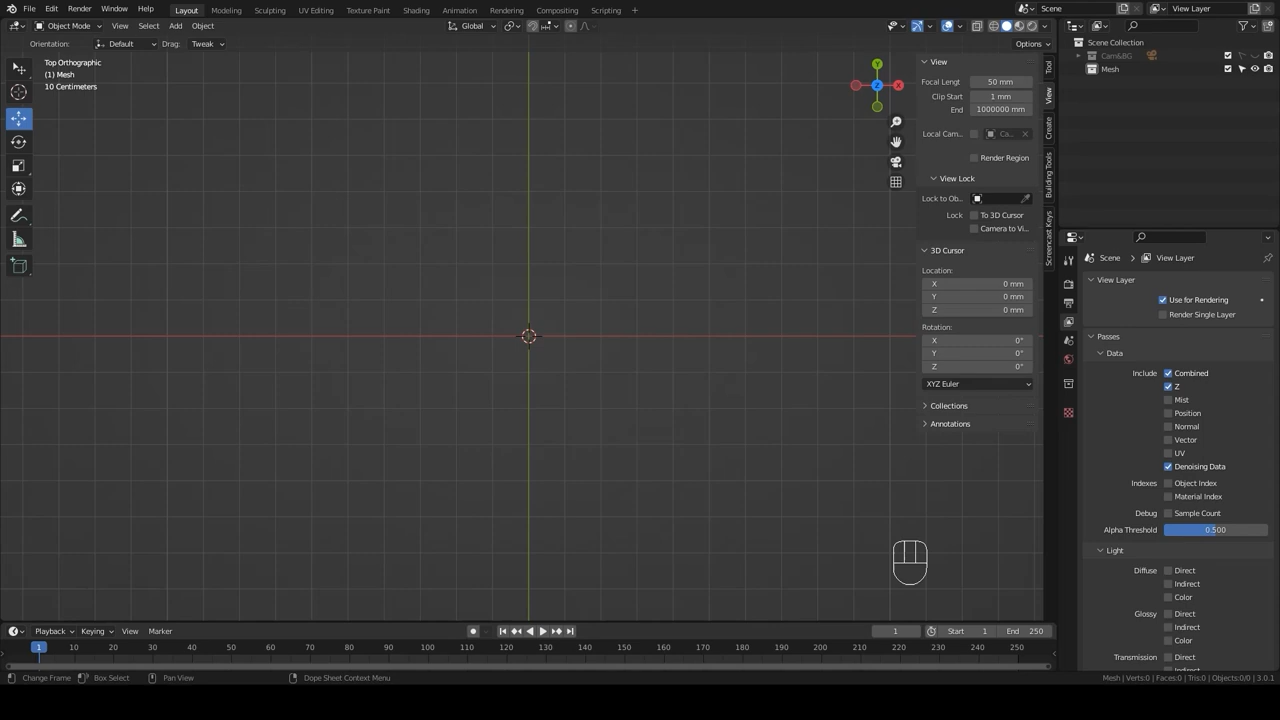 File Edit Render Window Help Layout Modeling Sculpting UV Editing Texture Paint Shading Animation Rendering Compositing Scripting Scene View Layer
Object Mode View Select Add Object Global
Orientation: Default Drag: Tweak Options
Top Orthographic
(1) Mesh
10 Centimeters
Y
Z
X
View
Focal Lengt 50 mm
Clip Start 1 mm
End 1000000 mm
Local Cam... Ca...
Render Region
View Lock
Lock to Ob...
Lock To 3D Cursor
Camera to Vi...
3D Cursor
Location:
X 0 mm
Y 0 mm
Z 0 mm
Rotation:
X 0°
Y 0°
Z 0°
XYZ Euler
Collections
Annotations
Tool
View
Create
Building Tools
Screencast Keys
Scene Collection
Cam&BG
Mesh
Scene View Layer
View Layer
Use for Rendering
Render Single Layer
Passes
Data
Include Combined
Z
Mist
Position
Normal
Vector
UV
Denoising Data
Indexes Object Index
Material Index
Debug Sample Count
Alpha Threshold 0.500
Light
Diffuse Direct
Indirect
Color
Glossy Direct
Indirect
Color
Transmission Direct
Playback Keying View Marker 1 Start 1 End 250
1 10 20 30 40 50 60 70 80 90 100 110 120 130 140 150 160 170 180 190 200 210 220 230 240 250
Change Frame Box Select Pan View Dope Sheet Context Menu Mesh | Verts:0 | Faces:0 | Tris:0 | Objects:0/0 | 3.0.1